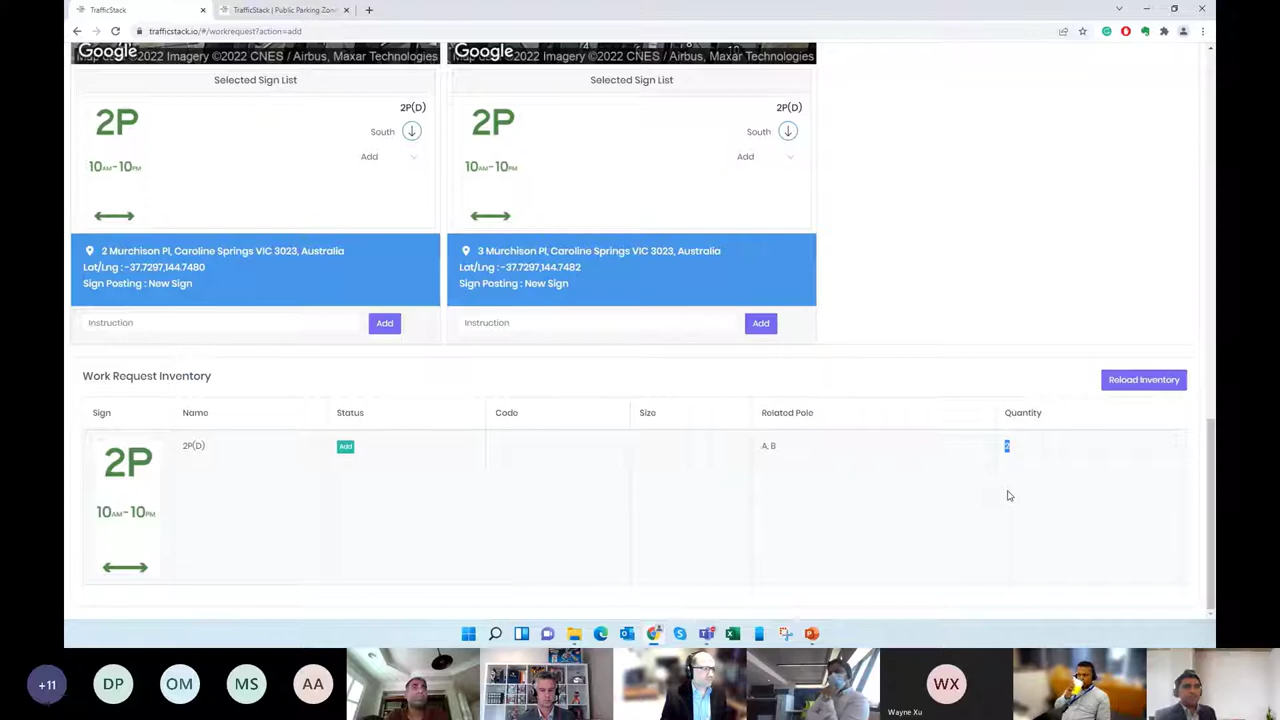 TrafficStack
TrafficStack | Public Parking Zon
trafficstack.io/#/workrequest?action=add
Google
©2022 Imagery ©2022 CNES / Airbus, Maxar Technologies
Google
©2022 Imagery ©2022 CNES / Airbus, Maxar Technologies
Selected Sign List
Selected Sign List
2P
10AM-10PM
2P(D)
South
Add
2P
10AM-10PM
2P(D)
South
Add
2 Murchison Pl, Caroline Springs VIC 3023, Australia
Lat/Lng : -37.7297,144.7480
Sign Posting : New Sign
3 Murchison Pl, Caroline Springs VIC 3023, Australia
Lat/Lng : -37.7297,144.7482
Sign Posting : New Sign
Instruction
Add
Instruction
Add
Work Request Inventory
Reload Inventory
Sign Name Status Code Size Related Pole Quantity
2P(D) Add A, B 2
2P
10AM-10PM
+11
DP
OM
MS
AA
WX
Wayne Xu